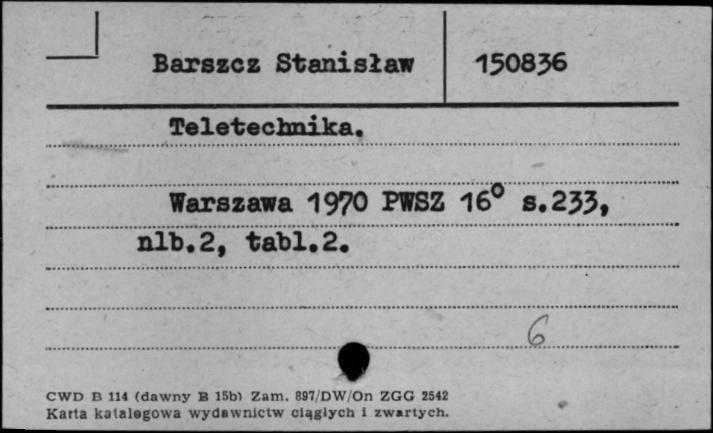 Barszcz Stanisław 150836
Teletechnika.
Warszawa 1970 PWSZ 16° s.233,
nlb.2, tabl.2.
6
CWD B 114 (dawny B 15b) Zam. 897/DW/On ZGG 2542
Karta katalogowa wydawnictw ciągłych i zwartych.